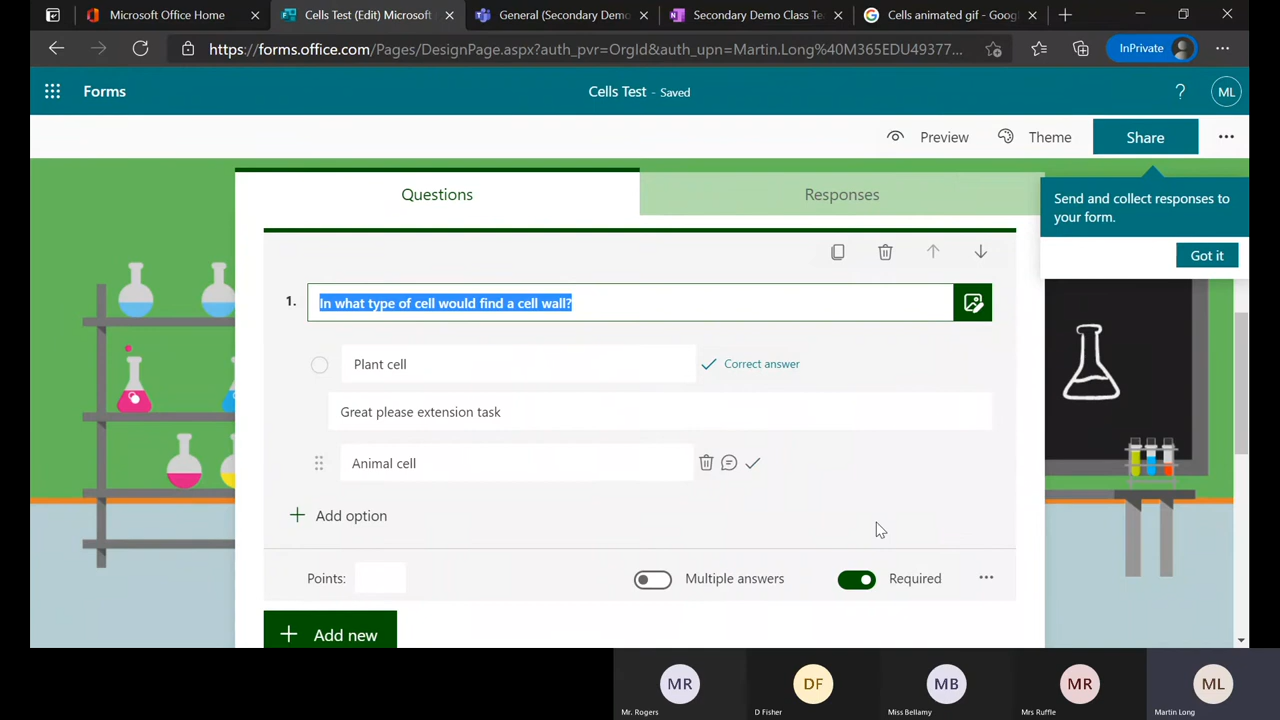 Microsoft Office Home
Cells Test (Edit) Microsoft
General (Secondary Demo
Secondary Demo Class Te
Cells animated gif - Goog
https://forms.office.com/Pages/DesignPage.aspx?auth_pvr=OrgId&auth_upn=Martin.Long%40M365EDU49377...
InPrivate
Forms
Cells Test - Saved
?
ML
Preview
Theme
Share
Questions
Responses
Send and collect responses to
your form.
Got it
1.
In what type of cell would find a cell wall?
Plant cell
Correct answer
Great please extension task
Animal cell
Add option
Points:
Multiple answers
Required
Add new
MR
DF
MB
MR
ML
Mr. Rogers
D Fisher
Miss Bellamy
Mrs Ruffle
Martin Long